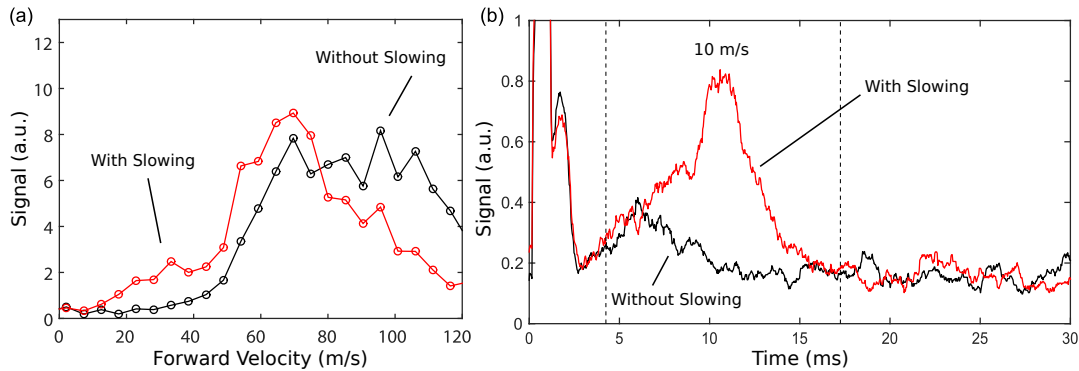 (a)
Signal (a.u.)
12
10
8
6
4
2
0
Without Slowing
With Slowing
0 20 40 60 80 100 120
Forward Velocity (m/s)
(b)
Signal (a.u.)
1
0.8
0.6
0.4
0.2
0
10 m/s
With Slowing
Without Slowing
0 5 10 15 20 25 30
Time (ms)